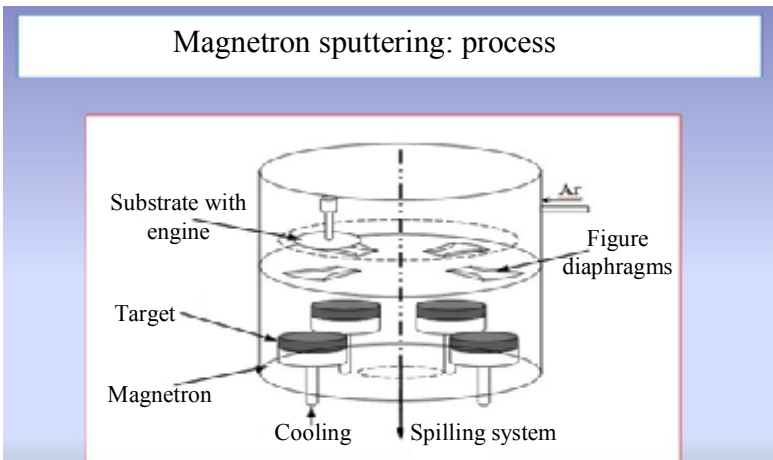 Magnetron sputtering: process
Ar
Substrate with
engine
Figure
diaphragms
Target
Magnetron
Cooling
Spilling system